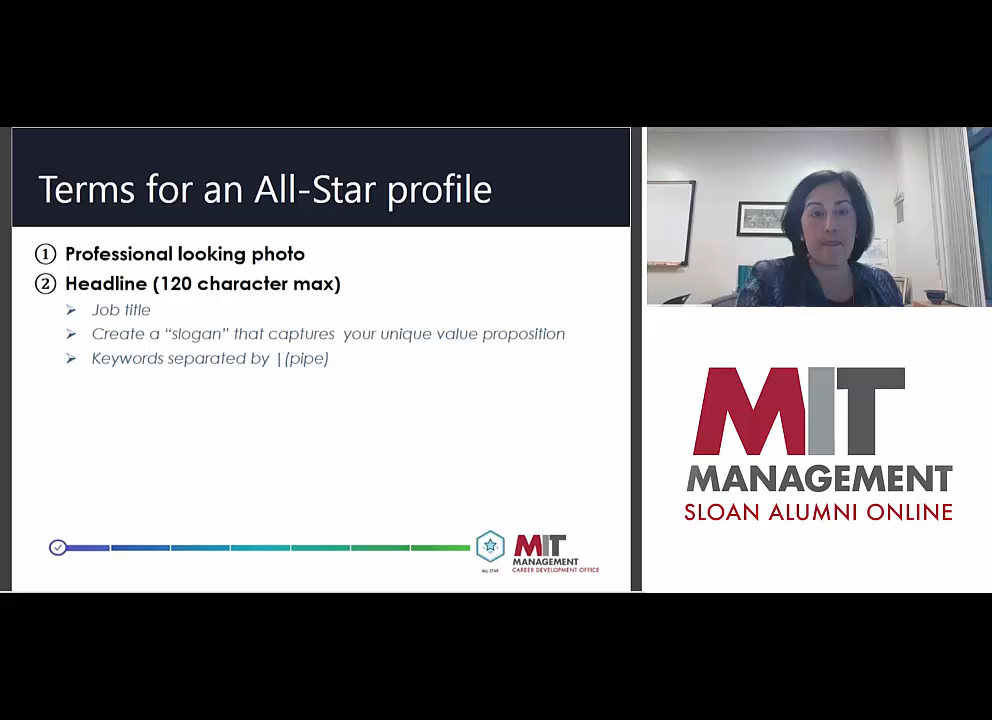 Terms for an All-Star profile
① Professional looking photo
② Headline (120 character max)
➢ Job title
➢ Create a “slogan” that captures your unique value proposition
➢ Keywords separated by |(pipe)
ALL STAR
MIT
MANAGEMENT
CAREER DEVELOPMENT OFFICE
MIT
MANAGEMENT
SLOAN ALUMNI ONLINE